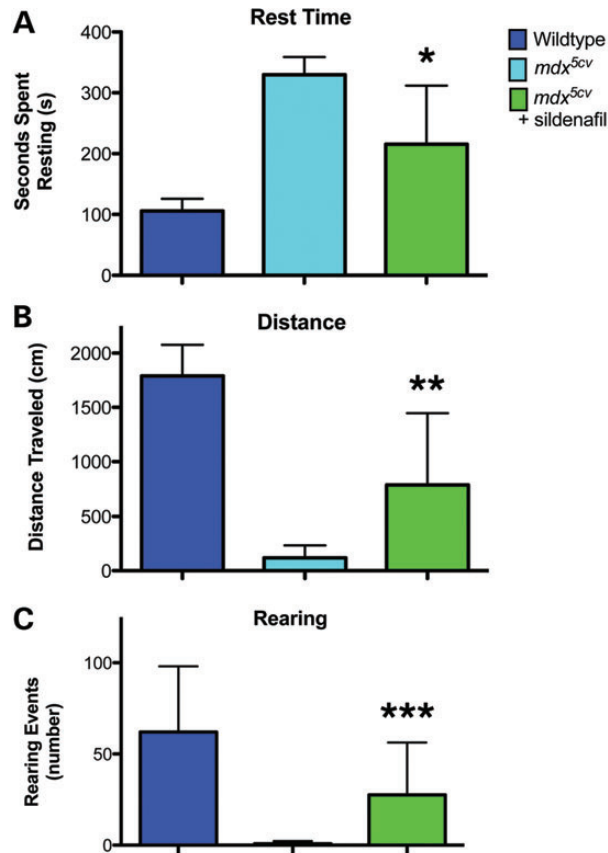 A
Rest Time
400
300
200
100
0
Seconds Spent
Resting (s)
*
Wildtype
mdx5cv
mdx5cv
+ sildenafil
B
Distance
2000
1500
1000
500
0
Distance Traveled (cm)
**
C
Rearing
100
50
0
Rearing Events
(number)
***